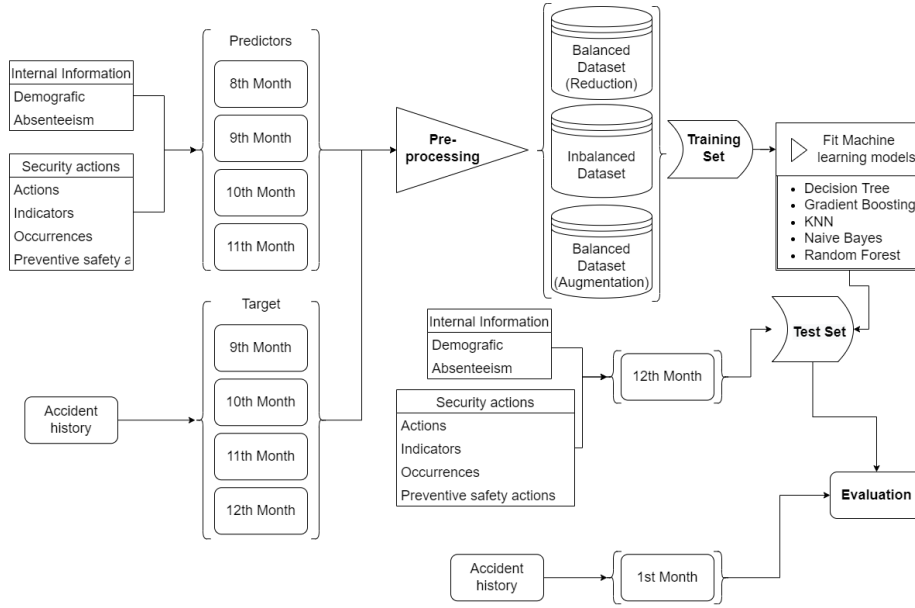 Predictors
Internal Information
Demografic
Absenteeism
Security actions
Actions
Indicators
Occurrences
Preventive safety a
8th Month
9th Month
10th Month
11th Month
Target
9th Month
10th Month
11th Month
12th Month
Accident
history
Pre-
processing
Balanced
Dataset
(Reduction)
Inbalanced
Dataset
Balanced
Dataset
(Augmentation)
Training
Set
Fit Machine
learning models
• Decision Tree
• Gradient Boosting
• KNN
• Naive Bayes
• Random Forest
Internal Information
Demografic
Absenteeism
Security actions
Actions
Indicators
Occurrences
Preventive safety actions
12th Month
Test Set
Evaluation
Accident
history
1st Month